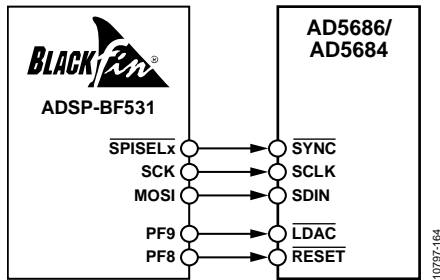 BLACKfin®
ADSP-BF531
SPISELx
SCK
MOSI
PF9
PF8
AD5686/
AD5684
SYNC
SCLK
SDIN
LDAC
RESET
10797-164